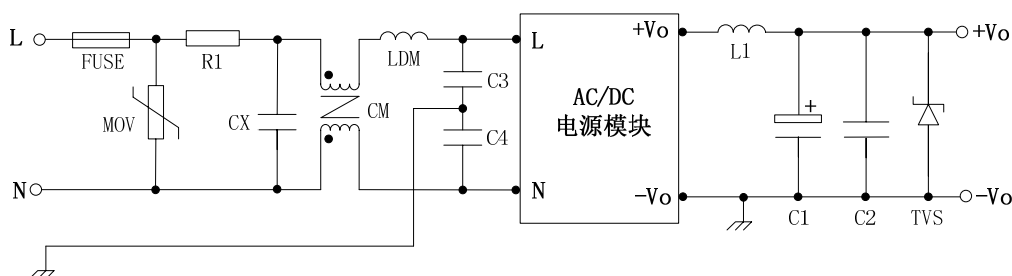 L
FUSE
MOV
R1
CX
CM
LDM
C3
C4
N
L
N
AC/DC
电源模块
+Vo
-Vo
L1
+
C1
C2
TVS
+Vo
-Vo